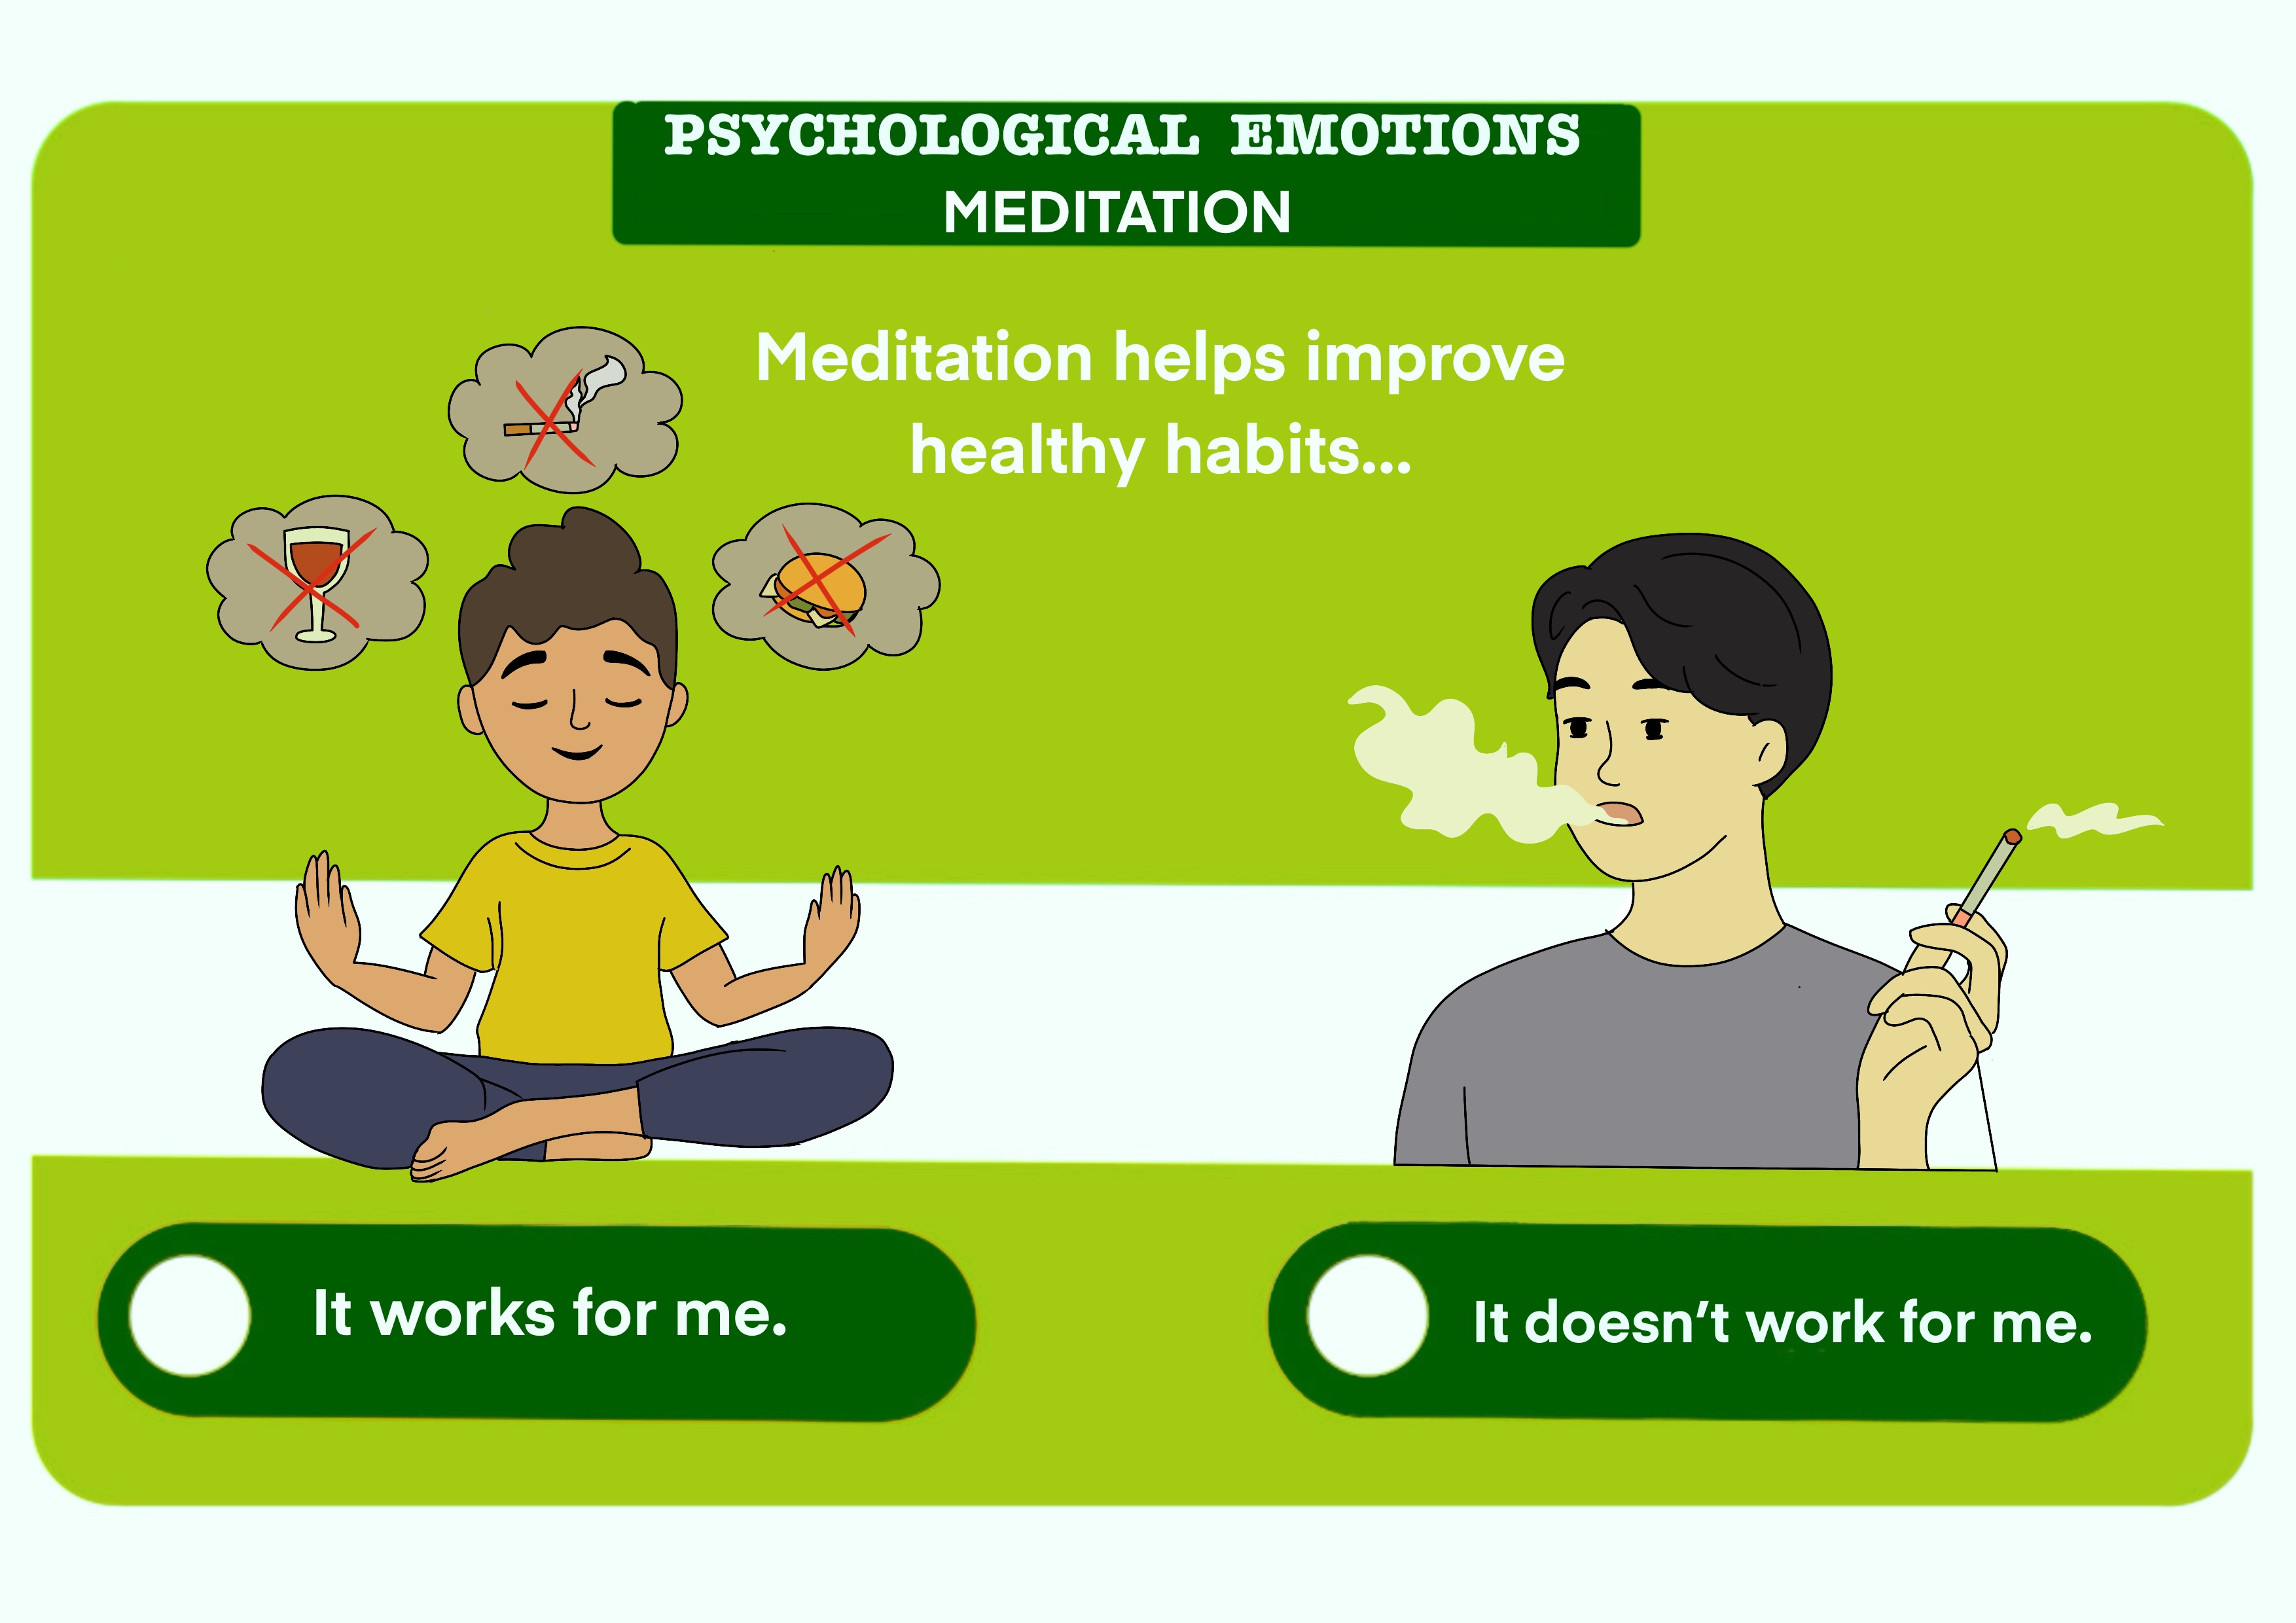 PSYCHOLOGICAL EMOTIONS
MEDITATION
Meditation helps improve
healthy habits...
It works for me.
It doesn’t work for me.